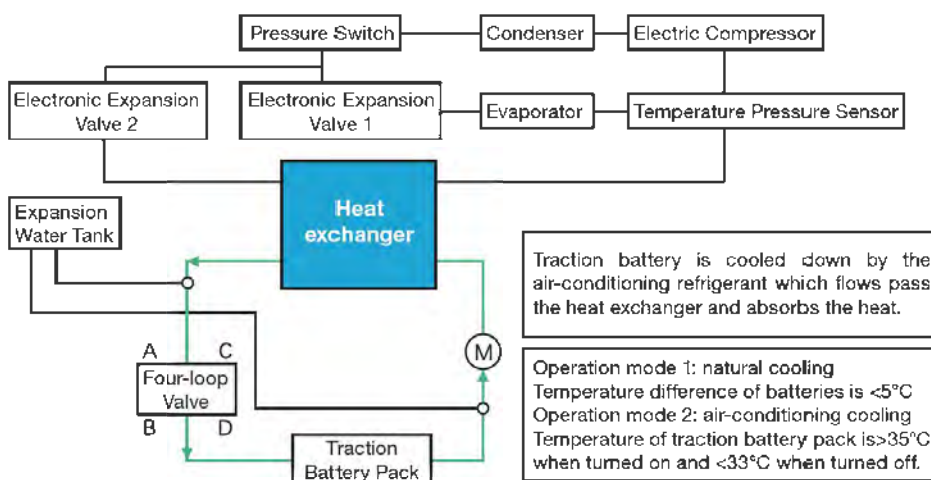 Pressure Switch
Condenser
Electric Compressor
Electronic Expansion
Valve 2
Electronic Expansion
Valve 1
Evaporator
Temperature Pressure Sensor
Heat
exchanger
Expansion
Water Tank
Traction battery is cooled down by the
air-conditioning refrigerant which flows pass
the heat exchanger and absorbs the heat.
A
C
M
Four-loop
Valve
B
D
Operation mode 1: natural cooling
Temperature difference of batteries is <5°C
Operation mode 2: air-conditioning cooling
Temperature of traction battery pack is>35°C
when turned on and <33°C when turned off.
Traction
Battery Pack